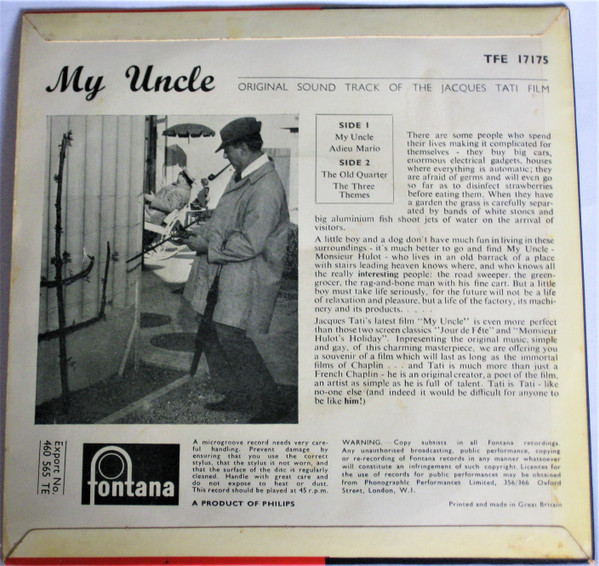 TFE 17175
My Uncle
ORIGINAL SOUND TRACK OF THE JACQUES TATI FILM
SIDE 1
My Uncle
Adieu Mario
SIDE 2
The Old Quarter
The Three
Themes
There are some people who spend
their lives making it complicated for
themselves - they buy big cars,
enormous electrical gadgets, houses
where everything is automatic; they
are afraid of germs and will even go
so far as to disinfect strawberries
before eating them. When they have
a garden the grass is carefully separ-
ated by bands of white stones and
big aluminium fish shoot jets of water on the arrival of
visitors.
A little boy and a dog don't have much fun in living in these
surroundings - it's much better to go and find My Uncle -
Monsieur Hulot - who lives in an old barrack of a place
with stairs leading heaven knows where, and who knows all
the really interesting people: the road sweeper, the green-
grocer, the rag-and-bone man with his fine cart. But a little
boy must take life seriously, for the future will not be a life
of relaxation and pleasure, but a life of the factory, its machi-
nery and its products. . . . .
Jacques Tati's latest film "My Uncle" is even more perfect
than those two screen classics "Jour de Fête" and "Monsieur
Hulot's Holiday". Inpresenting the original music, simple
and gay, of this charming masterpiece, we are offering you
a souvenir of a film which will last as long as the immortal
films of Chaplin . . . and Tati is much more than just a
French Chaplin - he is an original creator, a poet of the film,
an artist as simple as he is full of talent. Tati is Tati - like
no-one else (and indeed it would be difficult for anyone to
be like him!)
Export No.
460 565 TE
fontana
A microgroove record needs very care-
ful handling. Prevent damage by
ensuring that you use the correct
stylus, that the stylus is not worn, and
that the surface of the disc is regularly
cleaned. Handle with great care and
do not expose to heat or dust.
This record should be played at 45 r.p.m.
A PRODUCT OF PHILIPS
WARNING. Copy subsists in all Fontana recordings.
Any unauthorised broadcasting, public performance, copying
or re-recording of Fontana records in any manner whatsoever
will constitute an infringement of such copyright. Licences for
the use of records for public performances may be obtained
from Phonographic Performances Limited, 356/366 Oxford
Street, London, W.1.
Printed and made in Great Britain